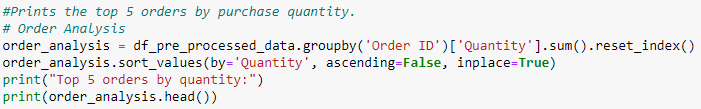 #Prints the top 5 orders by purchase quantity.
# Order Analysis
order_analysis = df_pre_processed_data.groupby('Order ID')['Quantity'].sum().reset_index()
order_analysis.sort_values(by='Quantity', ascending=False, inplace=True)
print("Top 5 orders by quantity:")
print(order_analysis.head())